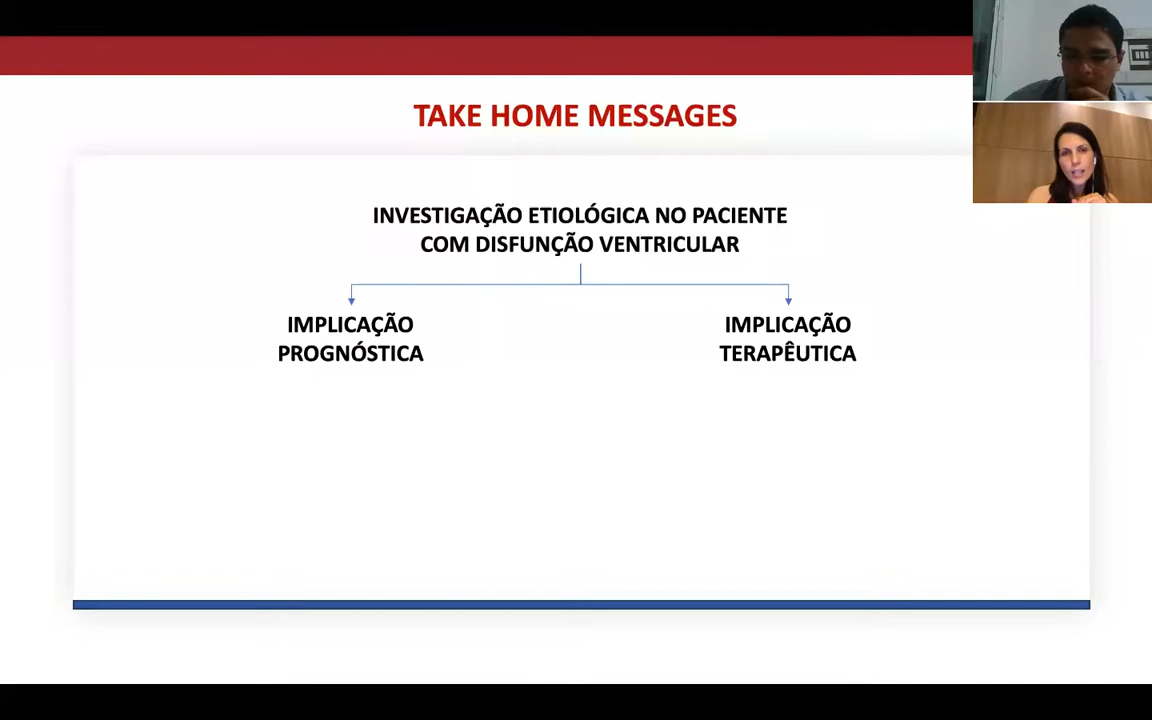 TAKE HOME MESSAGES
INVESTIGAÇÃO ETIOLÓGICA NO PACIENTE
COM DISFUNÇÃO VENTRICULAR
IMPLICAÇÃO
PROGNÓSTICA
IMPLICAÇÃO
TERAPÊUTICA